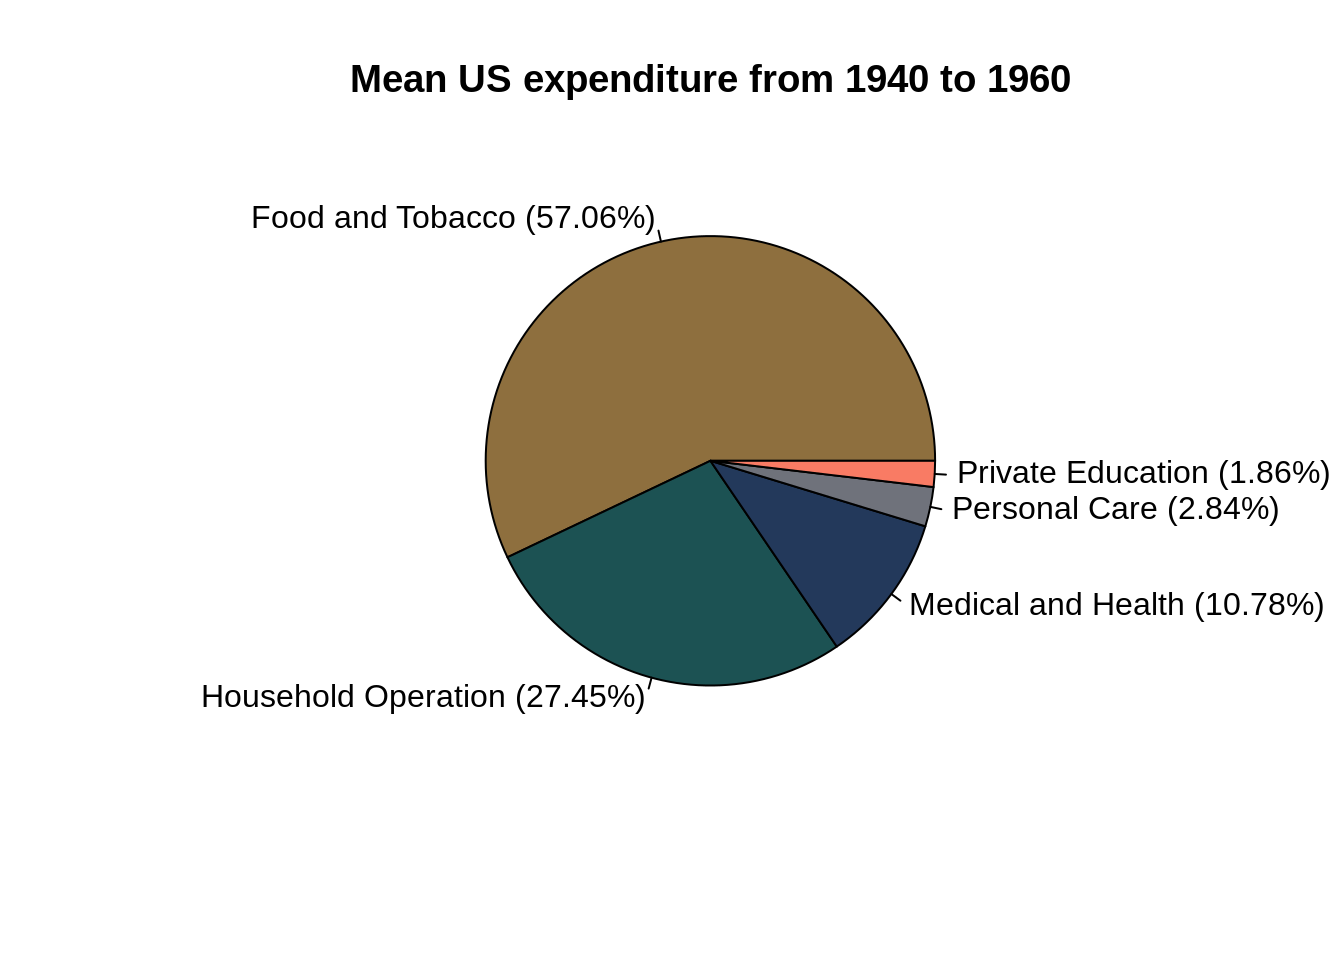 Mean US expenditure from 1940 to 1960
Food and Tobacco (57.06%)
Private Education (1.86%)
Personal Care (2.84%)
Medical and Health (10.78%)
Household Operation (27.45%)